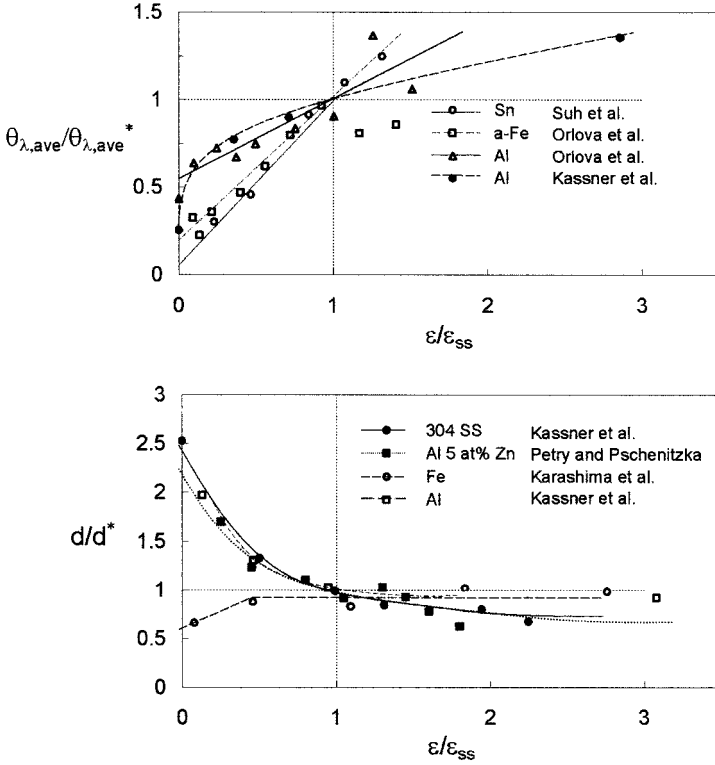 1.5
1
0.5
0
θλ,ave/θλ,ave*
Sn Suh et al.
a-Fe Orlova et al.
Al Orlova et al.
Al Kassner et al.
0 1 2 3
ε/εss
3
2.5
2
1.5
1
0.5
0
d/d*
304 SS Kassner et al.
Al 5 at% Zn Petry and Pschenitzka
Fe Karashima et al.
Al Kassner et al.
0 1 2 3
ε/εss